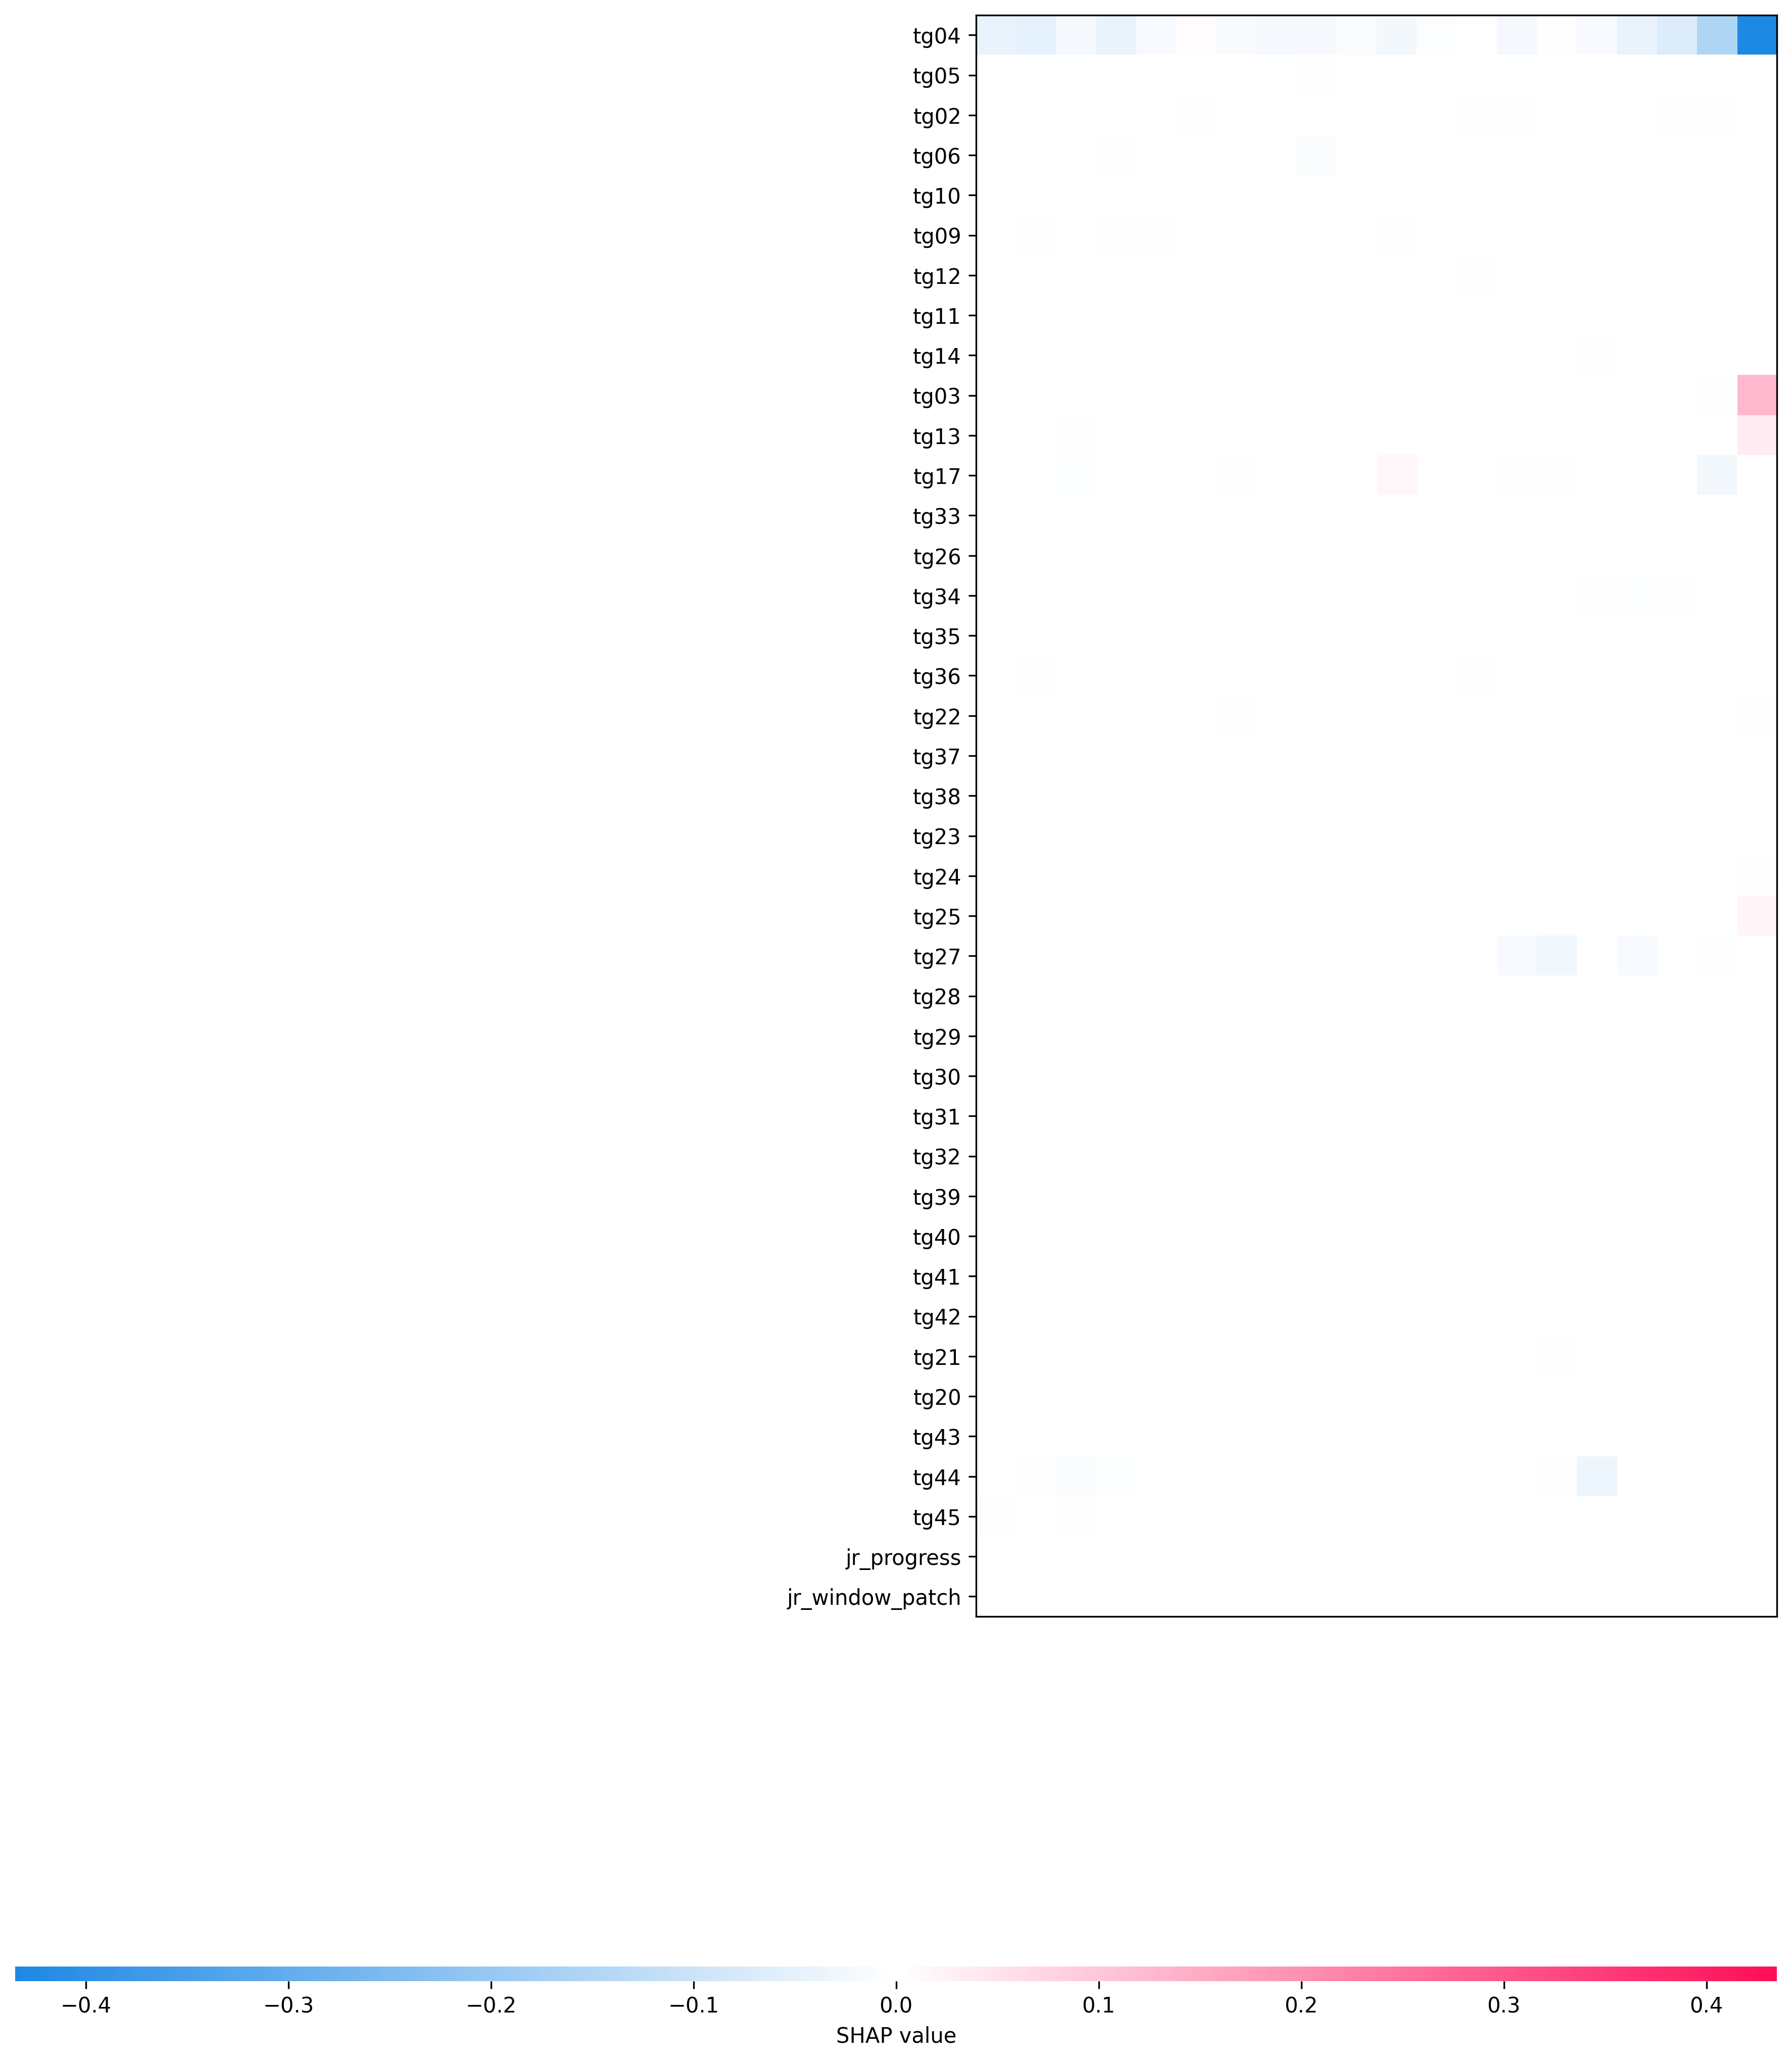 tg04
tg05
tg02
tg06
tg10
tg09
tg12
tg11
tg14
tg03
tg13
tg17
tg33
tg26
tg34
tg35
tg36
tg22
tg37
tg38
tg23
tg24
tg25
tg27
tg28
tg29
tg30
tg31
tg32
tg39
tg40
tg41
tg42
tg21
tg20
tg43
tg44
tg45
jr_progress
jr_window_patch
−0.4 −0.3 −0.2 −0.1 0.0 0.1 0.2 0.3 0.4
SHAP value